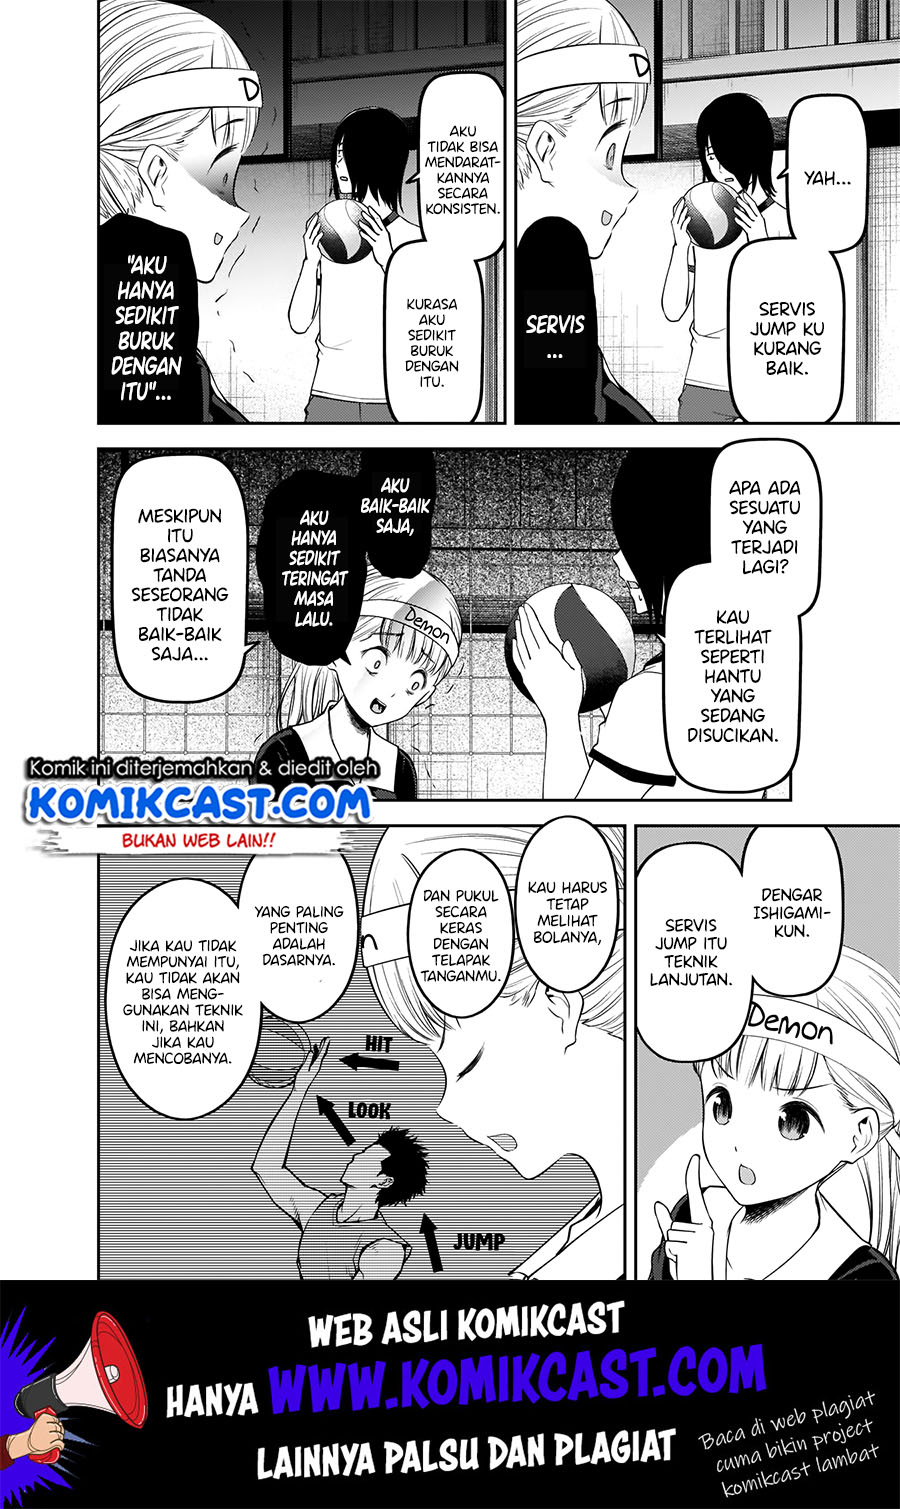 YAH...
SERVIS
JUMP KU
KURANG
BAIK.
SERVIS
...
D
AKU
TIDAK BISA
MENDARAT-
KANNYA
SECARA
KONSISTEN.
KURASA
AKU
SEDIKIT
BURUK
DENGAN
ITU.
"AKU
HANYA
SEDIKIT
BURUK
DENGAN
ITU"...
D
APA ADA
SESUATU
YANG
TERJADI
LAGI?
KAU
TERLIHAT
SEPERTI
HANTU
YANG
SEDANG
DISUCIKAN.
AKU
BAIK-BAIK
SAJA,
AKU
HANYA
SEDIKIT
TERINGAT
MASA
LALU.
Demon
MESKIPUN
ITU
BIASANYA
TANDA
SESEORANG
TIDAK
BAIK-BAIK
SAJA...
Komik ini diterjemahkan & diedit oleh
KOMIKCAST.COM
BUKAN WEB LAIN!!
DENGAR
ISHIGAMI-
KUN.
SERVIS
JUMP ITU
TEKNIK
LANJUTAN.
Demon
KAU HARUS
TETAP
MELIHAT
BOLANYA,
DAN PUKUL
SECARA
KERAS
DENGAN
TELAPAK
TANGANMU.
YANG PALING
PENTING
ADALAH
DASARNYA.
JIKA KAU TIDAK
MEMPUNYAI ITU,
KAU TIDAK AKAN
BISA MENG-
GUNAKAN TEKNIK
INI, BAHKAN
JIKA KAU
MENCOBANYA.
n
HIT
LOOK
JUMP
WEB ASLI KOMIKCAST
HANYA WWW.KOMIKCAST.COM
LAINNYA PALSU DAN PLAGIAT
Baca di web plagiat
cuma bikin project
komikcast lambat